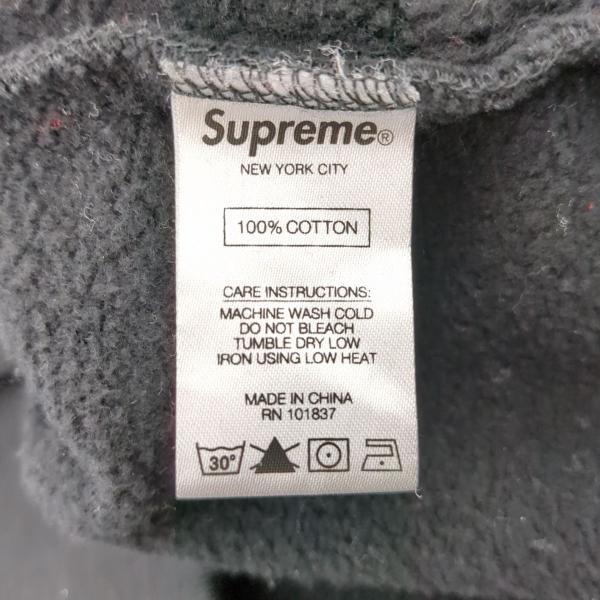 Supreme®
NEW YORK CITY
100% COTTON
CARE INSTRUCTIONS:
MACHINE WASH COLD
DO NOT BLEACH
TUMBLE DRY LOW
IRON USING LOW HEAT
MADE IN CHINA
RN 101837
30°